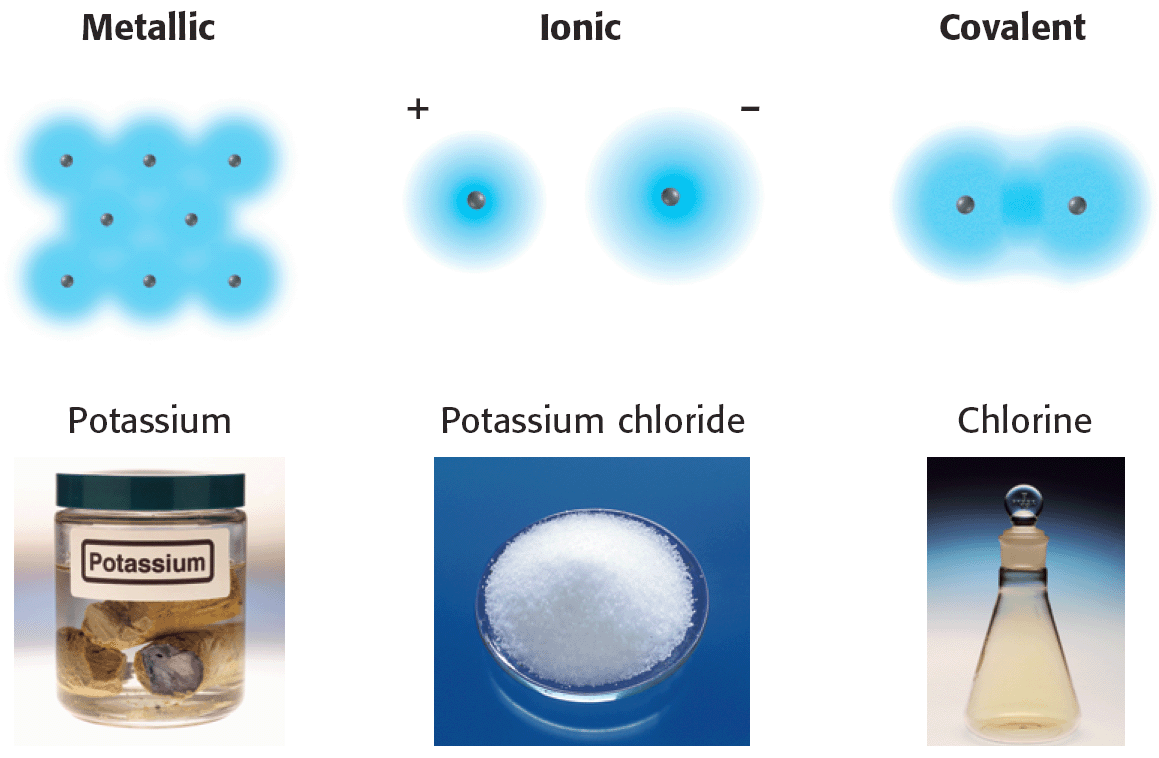 Metallic
Ionic
Covalent
+
–
Potassium
Potassium chloride
Chlorine
Potassium